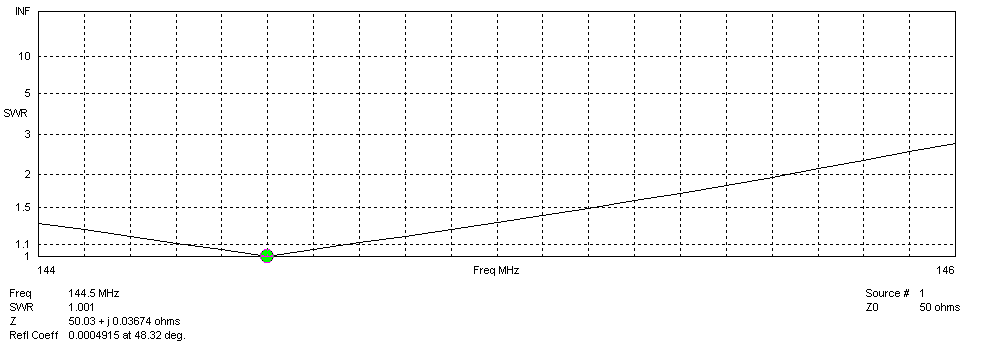 INF
10
5
SWR
3
2
1.5
1.1
1
144 Freq MHz 146
Freq 144.5 MHz Source # 1
SWR 1.001 Z0 50 ohms
Z 50.03 + j 0.03674 ohms
Refl Coeff 0.0004915 at 48.32 deg.